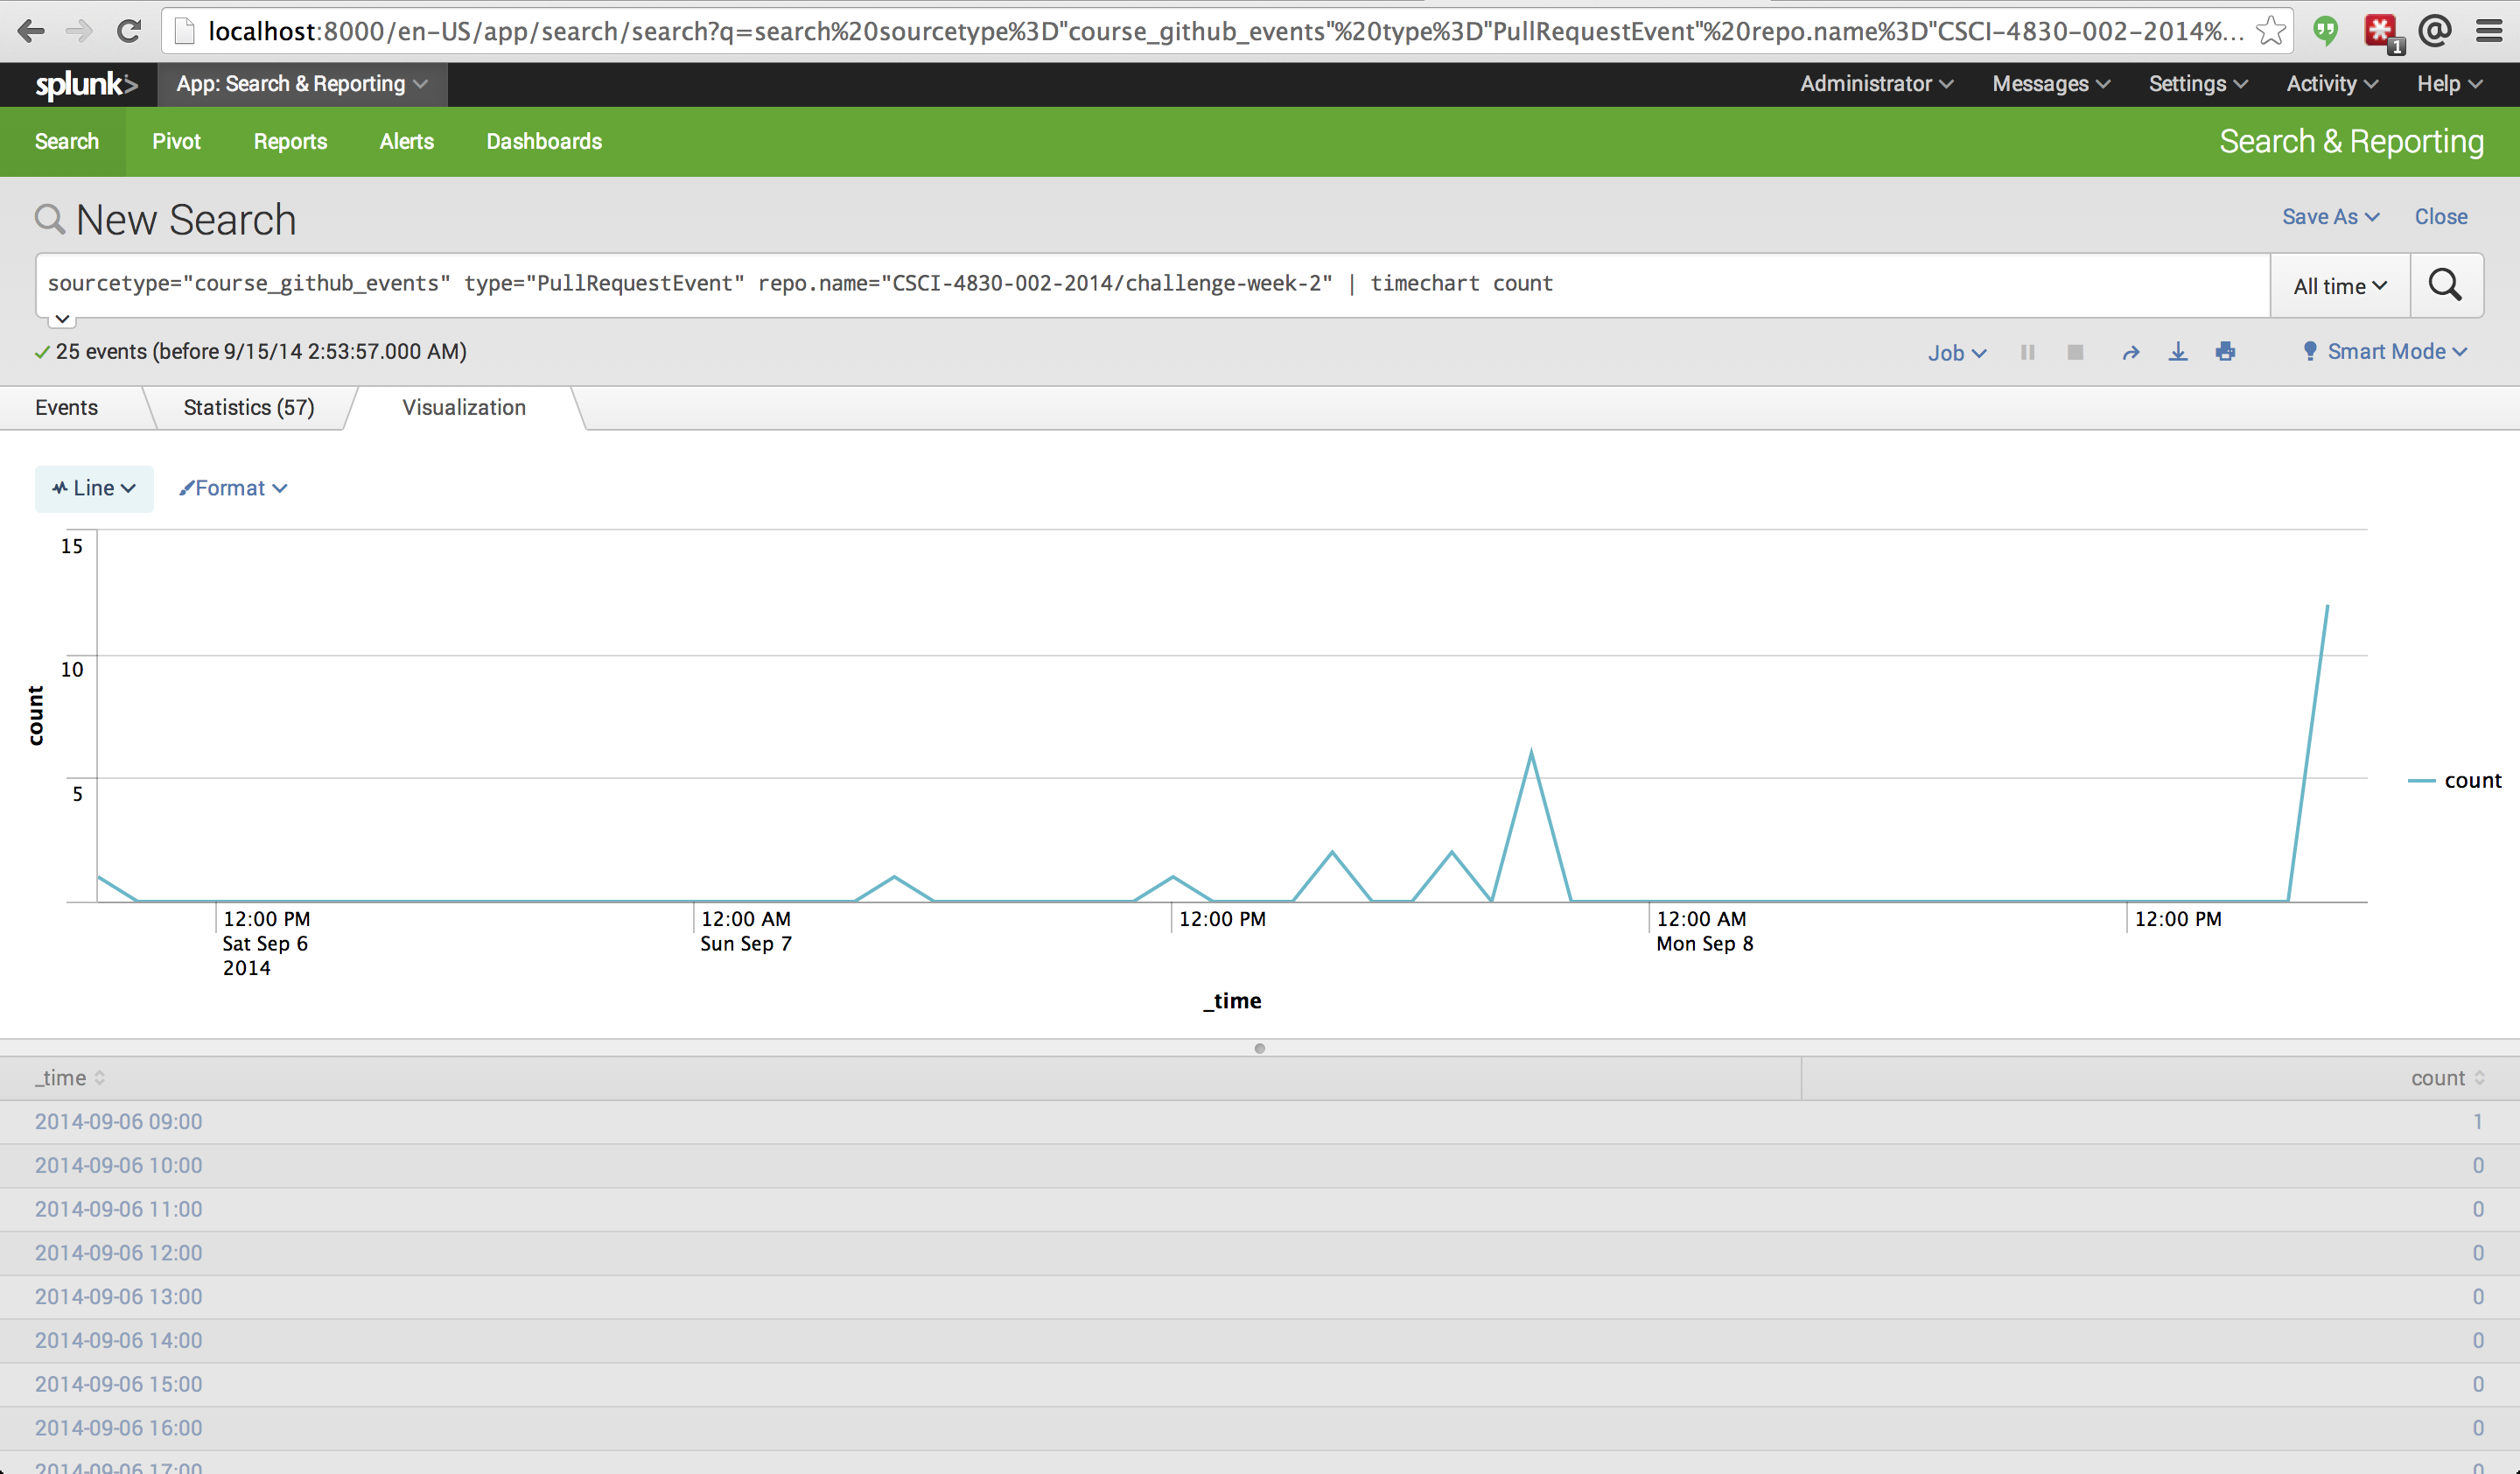 localhost:8000/en-US/app/search/search?q=search%20sourcetype%3D"course_github_events"%20type%3D"PullRequestEvent"%20repo.name%3D"CSCI-4830-002-2014%...
1
splunk> App: Search & Reporting Administrator Messages Settings Activity Help
Search Pivot Reports Alerts Dashboards Search & Reporting
New Search Save As Close
sourcetype="course_github_events" type="PullRequestEvent" repo.name="CSCI-4830-002-2014/challenge-week-2" | timechart count All time
25 events (before 9/15/14 2:53:57.000 AM) Job Smart Mode
Events Statistics (57) Visualization
Line Format
15
10
5
count
count
12:00 PM 12:00 AM 12:00 PM 12:00 AM 12:00 PM
Sat Sep 6 Sun Sep 7 Mon Sep 8
2014
_time
_time count
2014-09-06 09:00 1
2014-09-06 10:00 0
2014-09-06 11:00 0
2014-09-06 12:00 0
2014-09-06 13:00 0
2014-09-06 14:00 0
2014-09-06 15:00 0
2014-09-06 16:00 0
2014-09-06 17:00 0